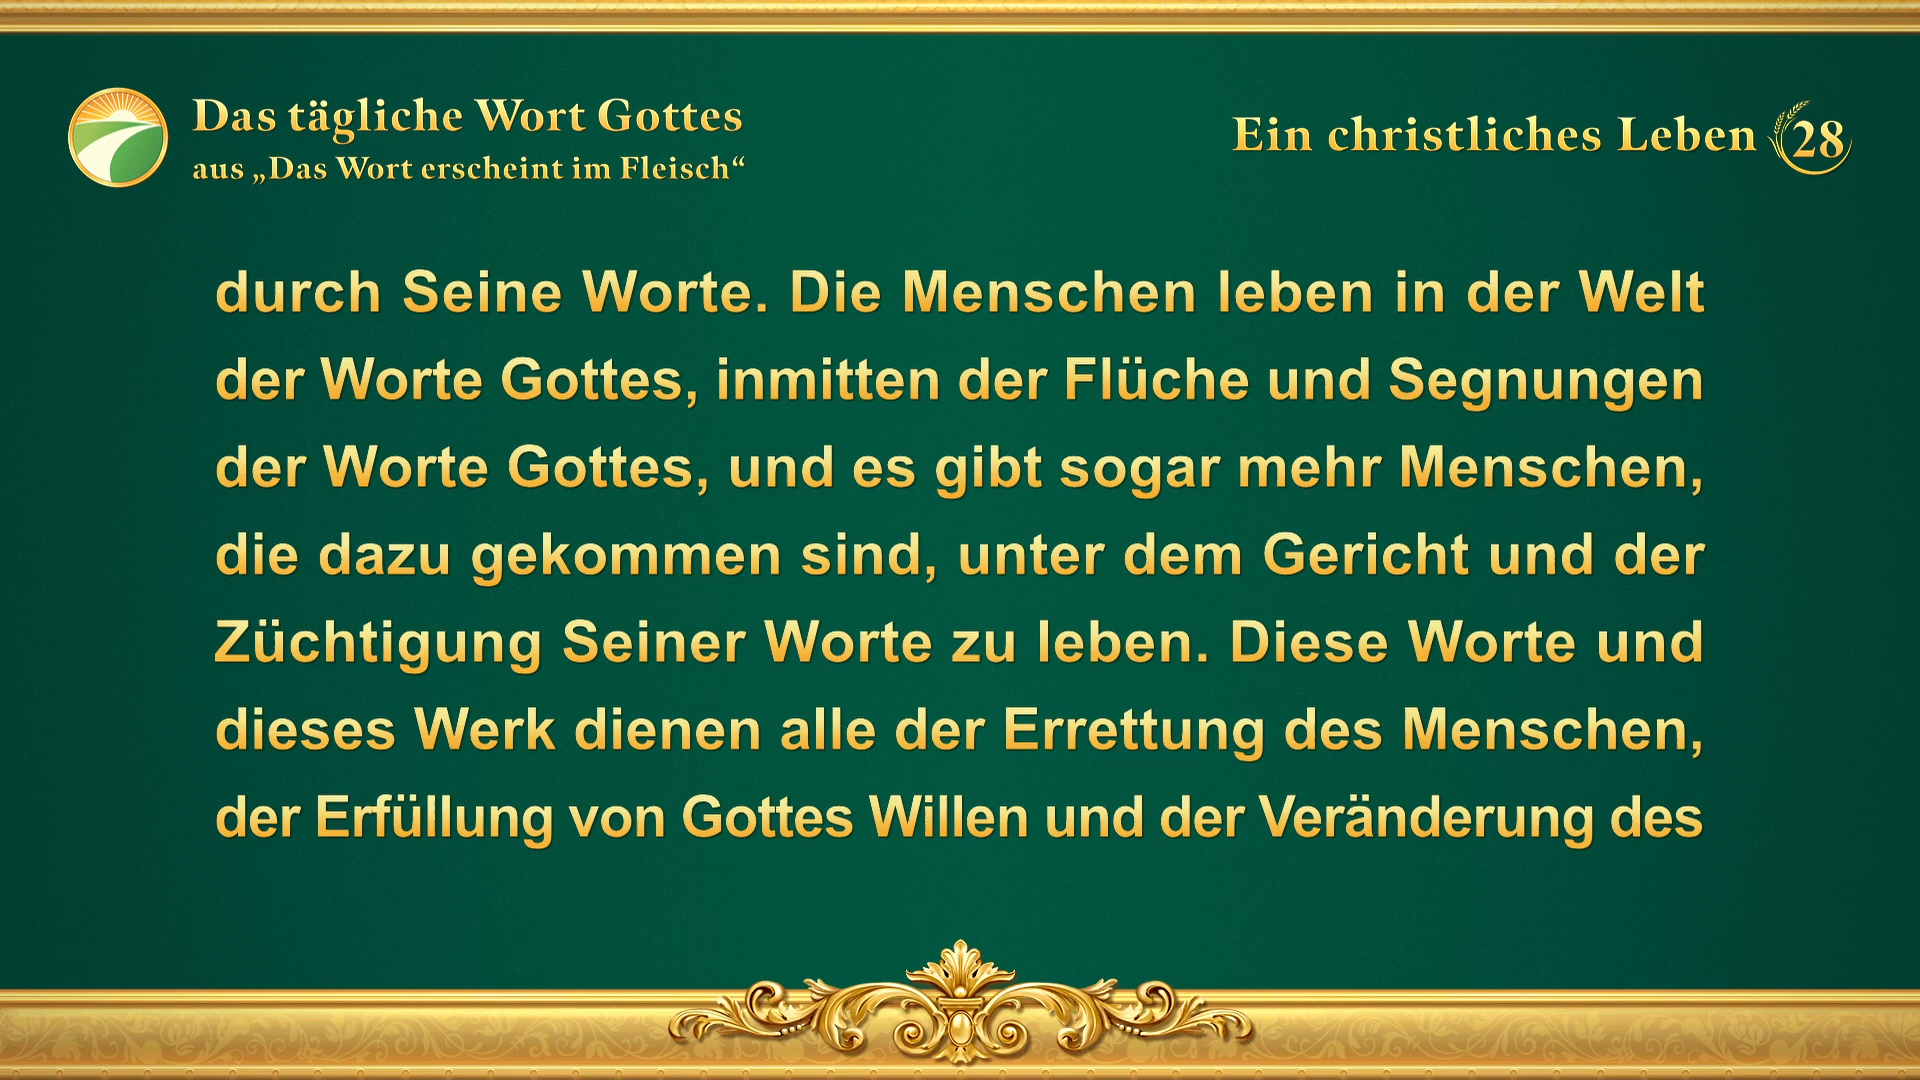 Das tägliche Wort Gottes
aus „Das Wort erscheint im Fleisch“
Ein christliches Leben 28
durch Seine Worte. Die Menschen leben in der Welt
der Worte Gottes, inmitten der Flüche und Segnungen
der Worte Gottes, und es gibt sogar mehr Menschen,
die dazu gekommen sind, unter dem Gericht und der
Züchtigung Seiner Worte zu leben. Diese Worte und
dieses Werk dienen alle der Errettung des Menschen,
der Erfüllung von Gottes Willen und der Veränderung des